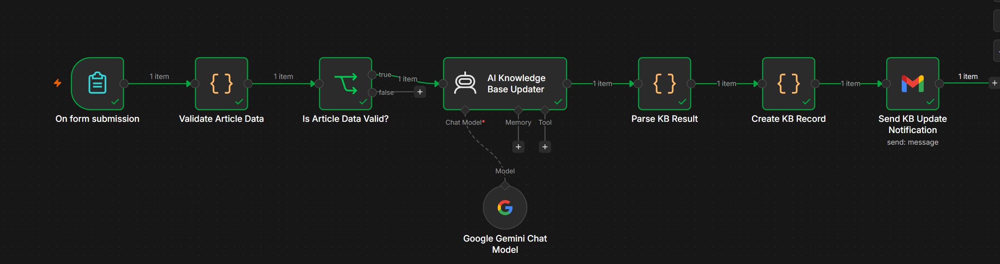 1 item
1 item
true
1 item
false
AI Knowledge
Base Updater
1 item
1 item
1 item
1 item
On form submission
Validate Article Data
Is Article Data Valid?
Chat Model*
Memory
Tool
Parse KB Result
Create KB Record
Send KB Update
Notification
send: message
Model
Google Gemini Chat
Model